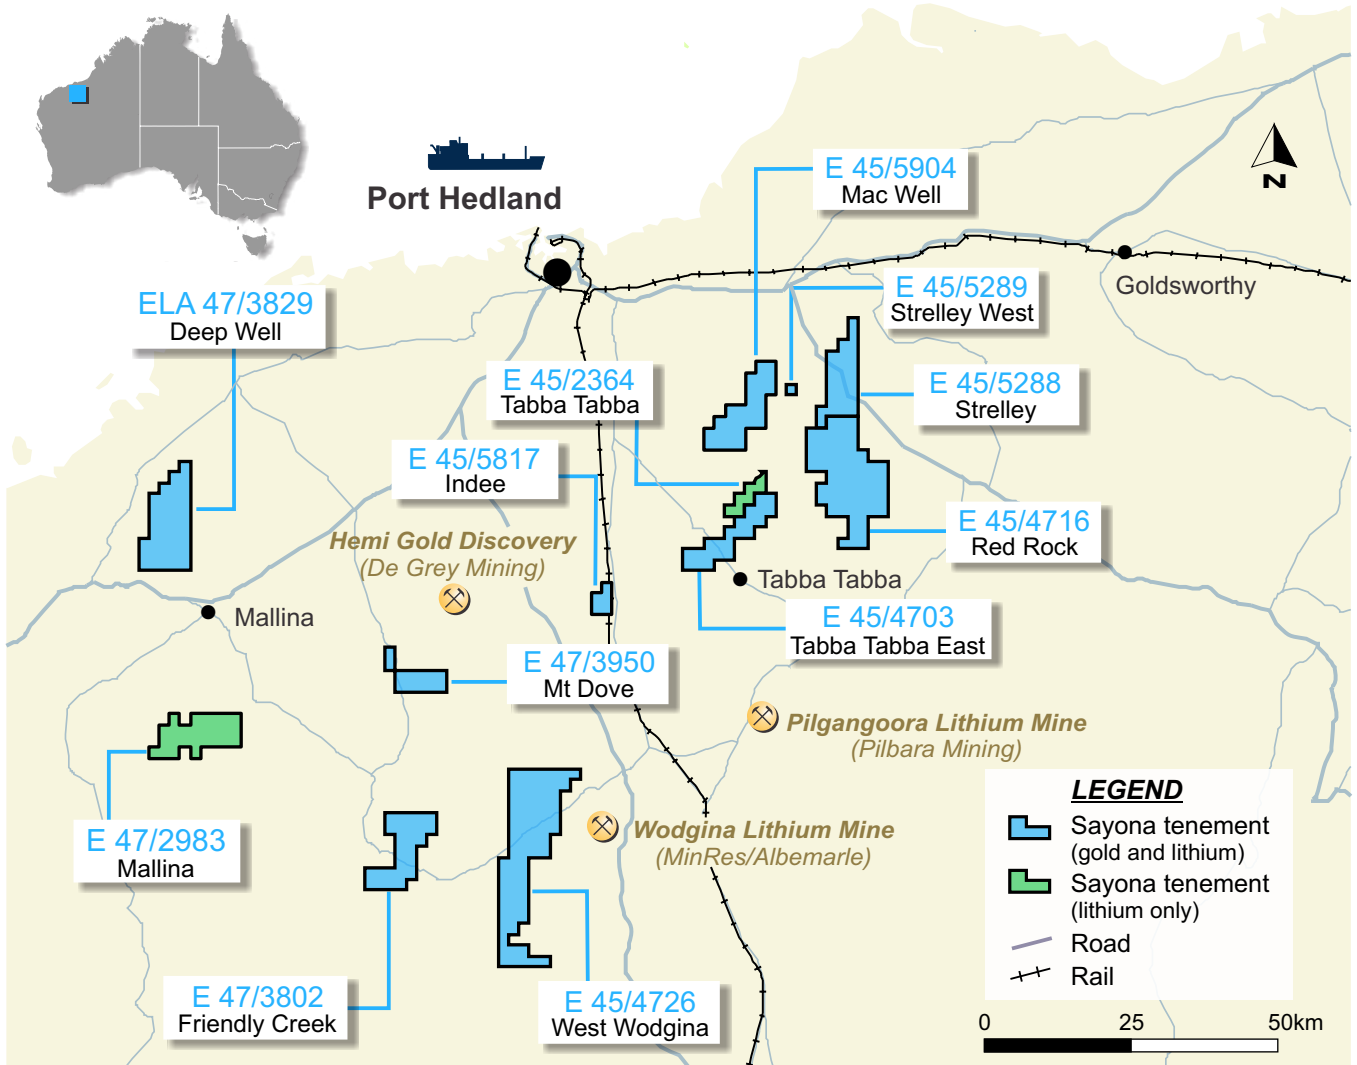 Port Hedland
N
E 45/5904
Mac Well
E 45/5289
Strelley West
Goldsworthy
ELA 47/3829
Deep Well
E 45/2364
Tabba Tabba
E 45/5288
Strelley
E 45/5817
Indee
E 45/4716
Red Rock
Hemi Gold Discovery
(De Grey Mining)
Tabba Tabba
Mallina
E 45/4703
Tabba Tabba East
E 47/3950
Mt Dove
Pilgangoora Lithium Mine
(Pilbara Mining)
E 47/2983
Mallina
Wodgina Lithium Mine
(MinRes/Albemarle)
E 47/3802
Friendly Creek
E 45/4726
West Wodgina
LEGEND
Sayona tenement
(gold and lithium)
Sayona tenement
(lithium only)
Road
Rail
0 25 50km